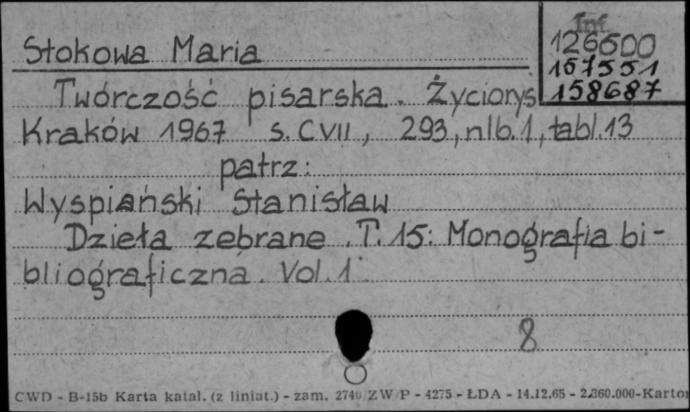 Inf.
126500
Stokowa Maria
157551
158687
Twórczość pisarska. Życiorys
Kraków 1967 s. CVII, 293, nlb. 1, tabl. 13
patrz:
Wyspiański Stanisław
Dzieła zebrane. T. 15: Monografia bi-
bliograficzna. Vol. 1
8
CWD - B-15b Karta katal. (z liniat.) - zam. 2740/ZW/P - 4275 - ŁDA - 14.12.65 - 2.360.000-Karto